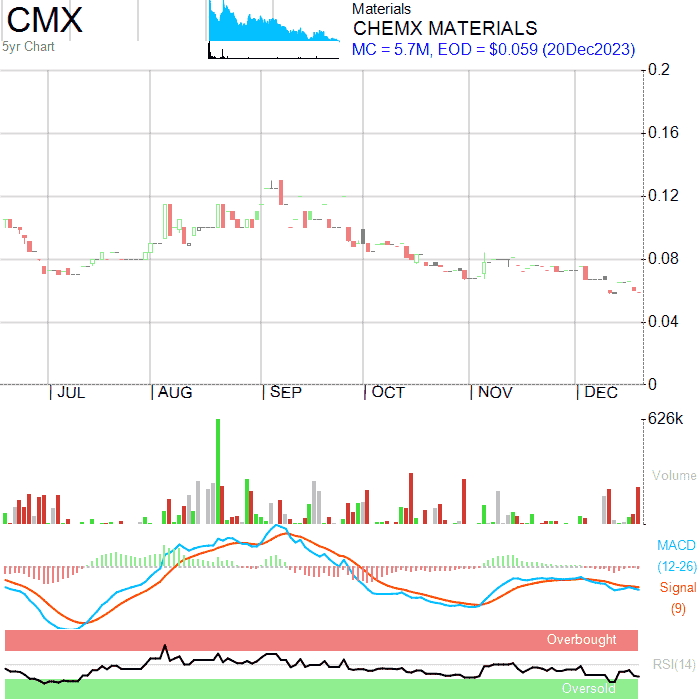 CMX
5yr Chart
Materials
CHEMX MATERIALS
MC = 5.7M, EOD = $0.059 (20Dec2023)
0.2
0.16
0.12
0.08
0.04
0
JUL AUG SEP OCT NOV DEC
626k
Volume
MACD
(12-26)
Signal
(9)
Overbought
RSI(14)
Oversold